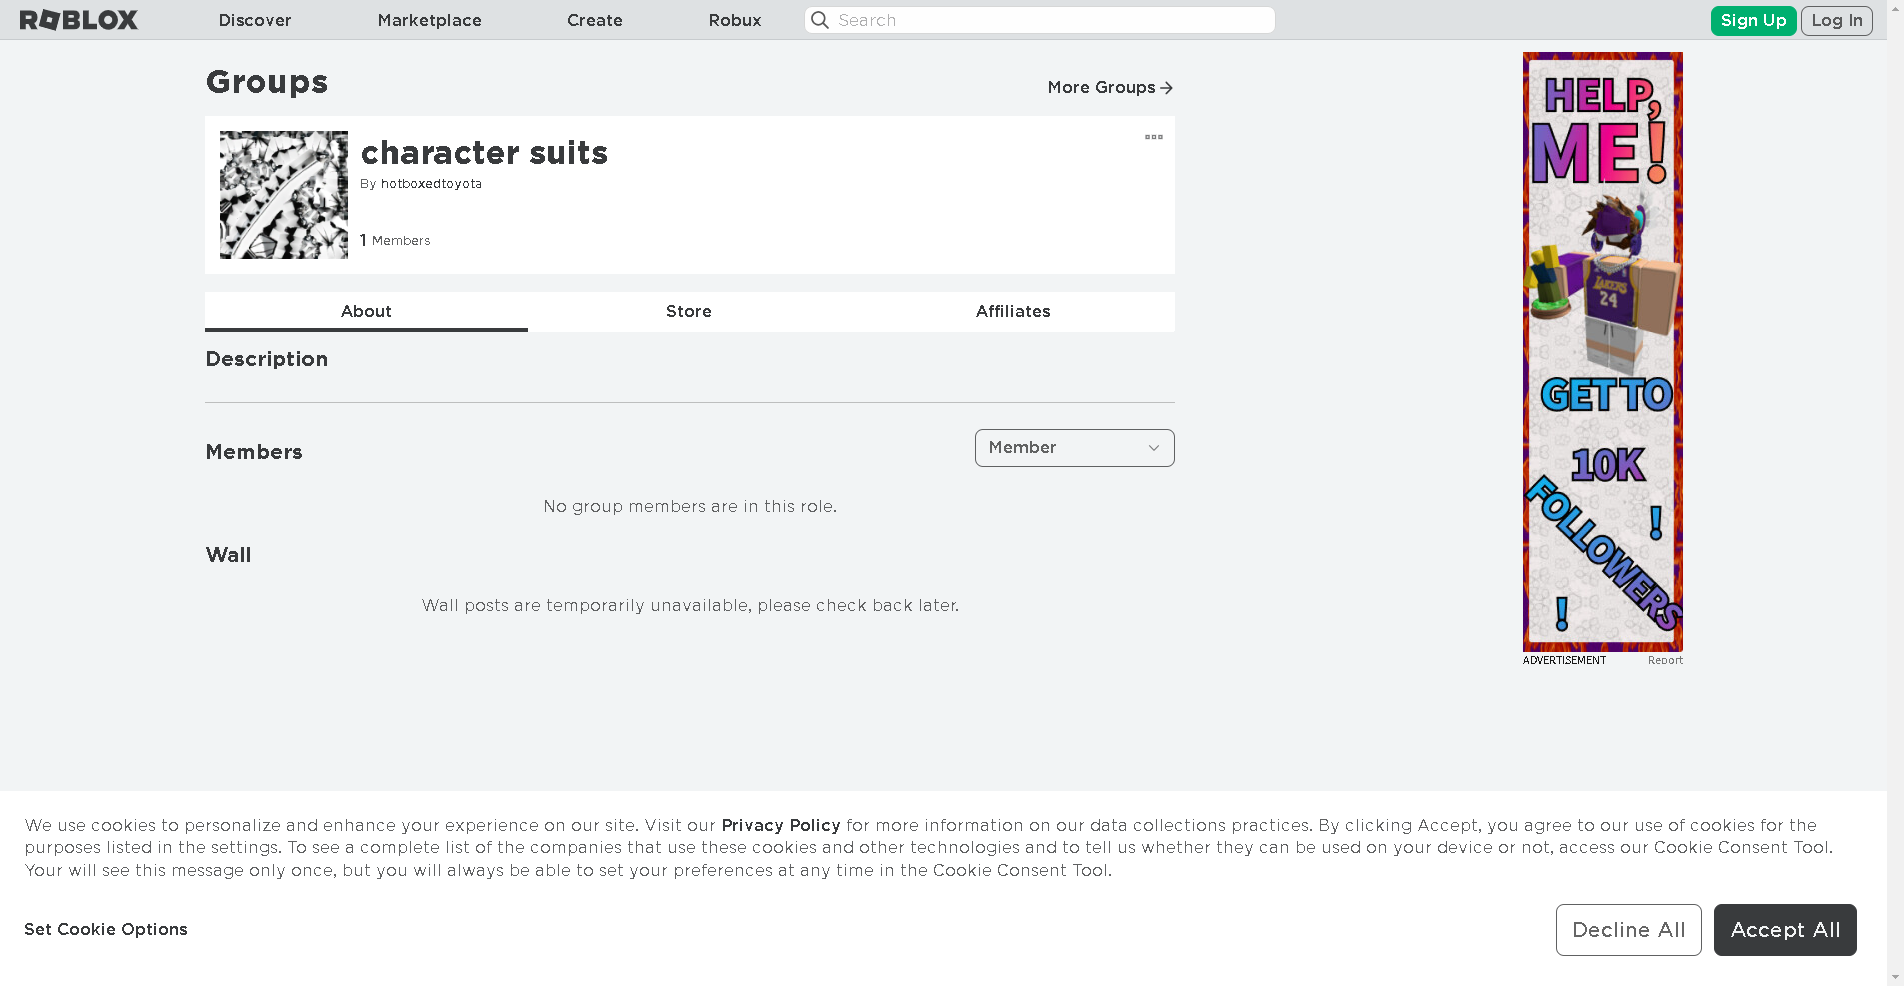 ROBLOX Discover Marketplace Create Robux Search Sign Up Log In
Groups
More Groups
character suits
By hotboxedtoyota
1 Members
About Store Affiliates
Description
Members
Member
No group members are in this role.
Wall
Wall posts are temporarily unavailable, please check back later.
HELP,
ME!
LAKERS
24
GET TO
10K
FOLLOWERS
!
!
ADVERTISEMENT Report
We use cookies to personalize and enhance your experience on our site. Visit our Privacy Policy for more information on our data collections practices. By clicking Accept, you agree to our use of cookies for the
purposes listed in the settings. To see a complete list of the companies that use these cookies and other technologies and to tell us whether they can be used on your device or not, access our Cookie Consent Tool.
Your will see this message only once, but you will always be able to set your preferences at any time in the Cookie Consent Tool.
Set Cookie Options
Decline All
Accept All